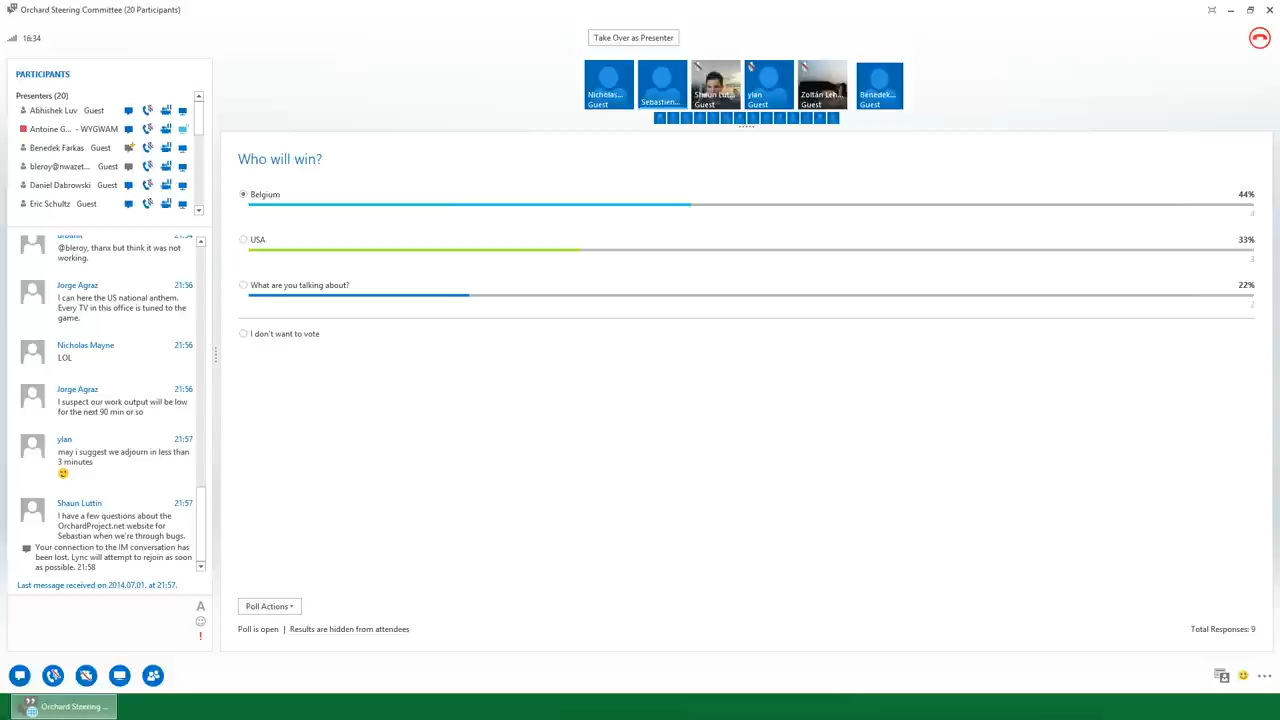 Orchard Steering Committee (20 Participants)
16:34
Take Over as Presenter
PARTICIPANTS
Presenters (20)
Abhishek Luv Guest
Antoine G... - WYGWAM
Benedek Farkas Guest
bleroy@nwazet... Guest
Daniel Dabrowski Guest
Eric Schultz Guest
Nicholas...
Guest
Sebastien...
Shaun Lut...
Guest
ylan
Guest
Zoltán Leh...
Guest
Benedek...
Guest
@bleroy, thanx but think it was not
working.
Jorge Agraz 21:56
I can here the US national anthem.
Every TV in this office is tuned to the
game.
Nicholas Mayne 21:56
LOL
Jorge Agraz 21:56
I suspect our work output will be low
for the next 90 min or so
ylan 21:57
may i suggest we adjourn in less than
3 minutes
Shaun Luttin 21:57
I have a few questions about the
OrchardProject.net website for
Sebastian when we're through bugs.
Your connection to the IM conversation has
been lost. Lync will attempt to rejoin as soon
as possible. 21:58
Last message received on 2014.07.01. at 21:57.
A
!
Who will win?
Belgium 44%
4
USA 33%
3
What are you talking about? 22%
2
I don't want to vote
Poll Actions
Poll is open | Results are hidden from attendees
Total Responses: 9
Orchard Steering ...